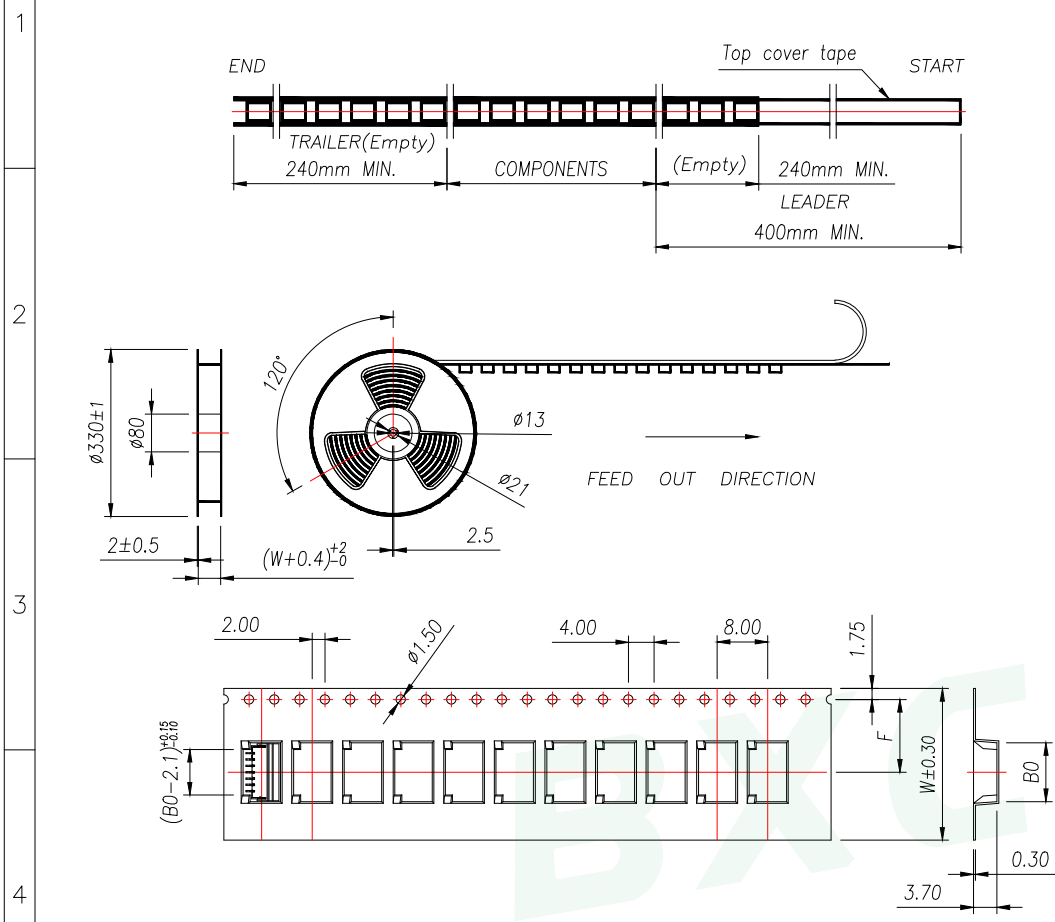 1
END
Top cover tape
START
TRAILER(Empty)
240mm MIN.
COMPONENTS
(Empty)
240mm MIN.
LEADER
400mm MIN.
2
120°
ø330±1
ø80
ø13
ø21
FEED OUT DIRECTION
2±0.5
(W+0.4)+2 -0
2.5
3
2.00
ø1.50
4.00
8.00
1.75
(B0-2.1)+0.15 -0.10
F
W±0.30
B0
0.30
3.70
4
BXC